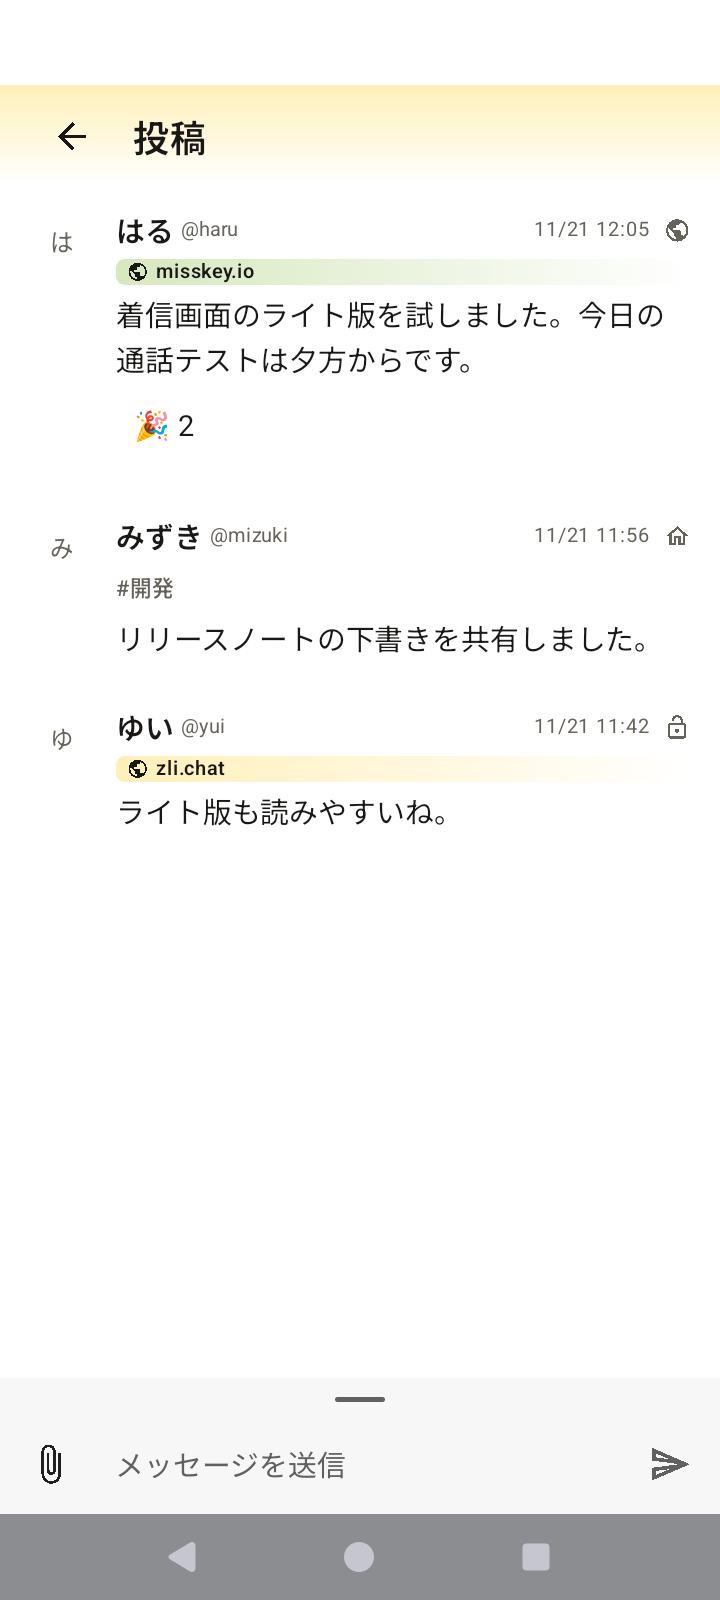 投稿
は
はる @haru 11/21 12:05
misskey.io
着信画面のライト版を試しました。今日の
通話テストは夕方からです。
🎉 2
み
みずき @mizuki 11/21 11:56
#開発
リリースノートの下書きを共有しました。
ゆ
ゆい @yui 11/21 11:42
zli.chat
ライト版も読みやすいね。
メッセージを送信